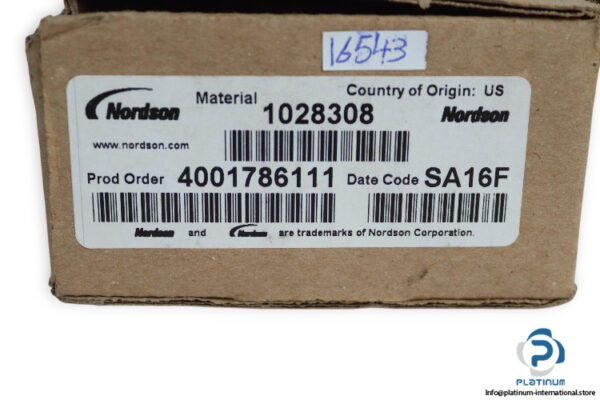 16543
Nordson
Material 1028308
Country of Origin: US
Nordson
www.nordson.com
Prod Order 4001786111 Date Code SA16F
Nordson and Nordson are trademarks of Nordson Corporation.
PLATINUM
Info@platinum-international.store